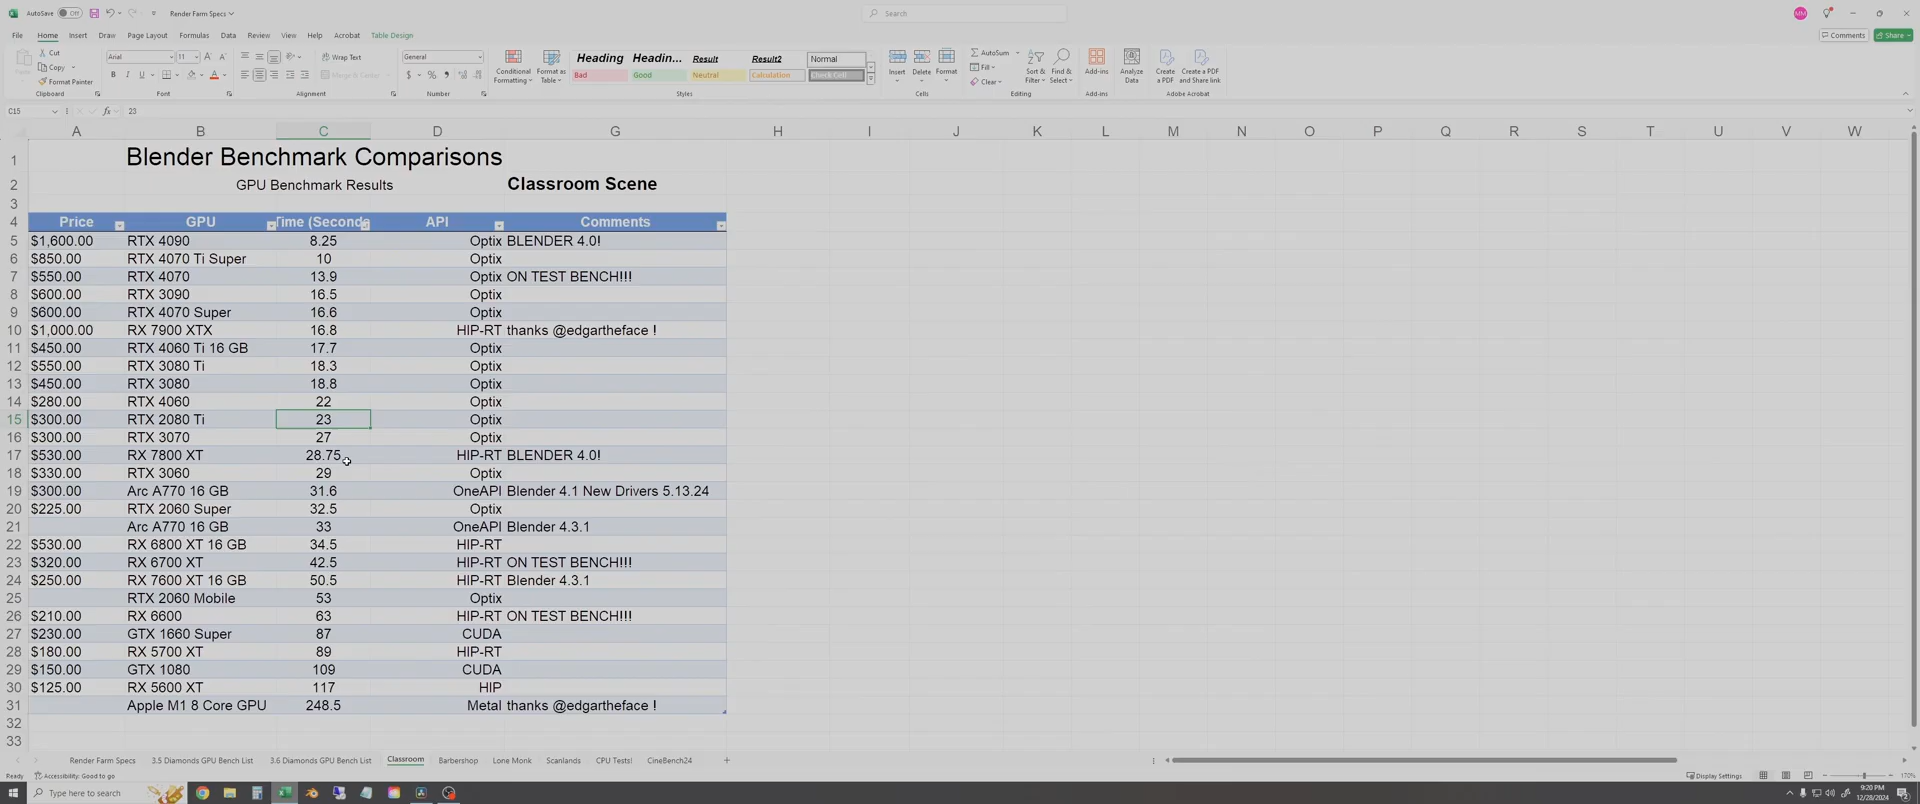 AutoSave Off Render Farm Specs Search MM
File Home Insert Draw Page Layout Formulas Data Review View Help Acrobat Table Design Comments Share
Cut
Copy
Format Painter
Clipboard
Arial 11
Font
Wrap Text
Merge & Center
Alignment
General
Number
Conditional Formatting
Format as Table
Heading Headin... Result Result2 Normal
Bad Good Neutral Calculation Check Cell
Styles
Insert Delete Format
Cells
AutoSum
Fill
Clear
Sort & Filter
Find & Select
Editing
Add-ins
Add-ins
Analyze Data
Create a PDF
Create a PDF and Share link
Adobe Acrobat
C15 fx 23
A B C D G H I J K L M N O P Q R S T U V W
1 Blender Benchmark Comparisons
2 GPU Benchmark Results Classroom Scene
3
4 Price GPU Time (Seconds API Comments
5 $1,600.00 RTX 4090 8.25 Optix BLENDER 4.0!
6 $850.00 RTX 4070 Ti Super 10 Optix
7 $550.00 RTX 4070 13.9 Optix ON TEST BENCH!!!
8 $600.00 RTX 3090 16.5 Optix
9 $600.00 RTX 4070 Super 16.6 Optix
10 $1,000.00 RX 7900 XTX 16.8 HIP-RT thanks @edgartheface !
11 $450.00 RTX 4060 Ti 16 GB 17.7 Optix
12 $550.00 RTX 3080 Ti 18.3 Optix
13 $450.00 RTX 3080 18.8 Optix
14 $280.00 RTX 4060 22 Optix
15 $300.00 RTX 2080 Ti 23 Optix
16 $300.00 RTX 3070 27 Optix
17 $530.00 RX 7800 XT 28.75 HIP-RT BLENDER 4.0!
18 $330.00 RTX 3060 29 Optix
19 $300.00 Arc A770 16 GB 31.6 OneAPI Blender 4.1 New Drivers 5.13.24
20 $225.00 RTX 2060 Super 32.5 Optix
21 Arc A770 16 GB 33 OneAPI Blender 4.3.1
22 $530.00 RX 6800 XT 16 GB 34.5 HIP-RT
23 $320.00 RX 6700 XT 42.5 HIP-RT ON TEST BENCH!!!
24 $250.00 RX 7600 XT 16 GB 50.5 HIP-RT Blender 4.3.1
25 RTX 2060 Mobile 53 Optix
26 $210.00 RX 6600 63 HIP-RT ON TEST BENCH!!!
27 $230.00 GTX 1660 Super 87 CUDA
28 $180.00 RX 5700 XT 89 HIP-RT
29 $150.00 GTX 1080 109 CUDA
30 $125.00 RX 5600 XT 117 HIP
31 Apple M1 8 Core GPU 248.5 Metal thanks @edgartheface !
32
33
Render Farm Specs 3.5 Diamonds GPU Bench List 3.6 Diamonds GPU Bench List Classroom Barbershop Lone Monk Scanlands CPU Tests! CineBench24
Ready Accessibility: Good to go Display Settings 170%
Type here to search
9:20 PM
12/28/2024